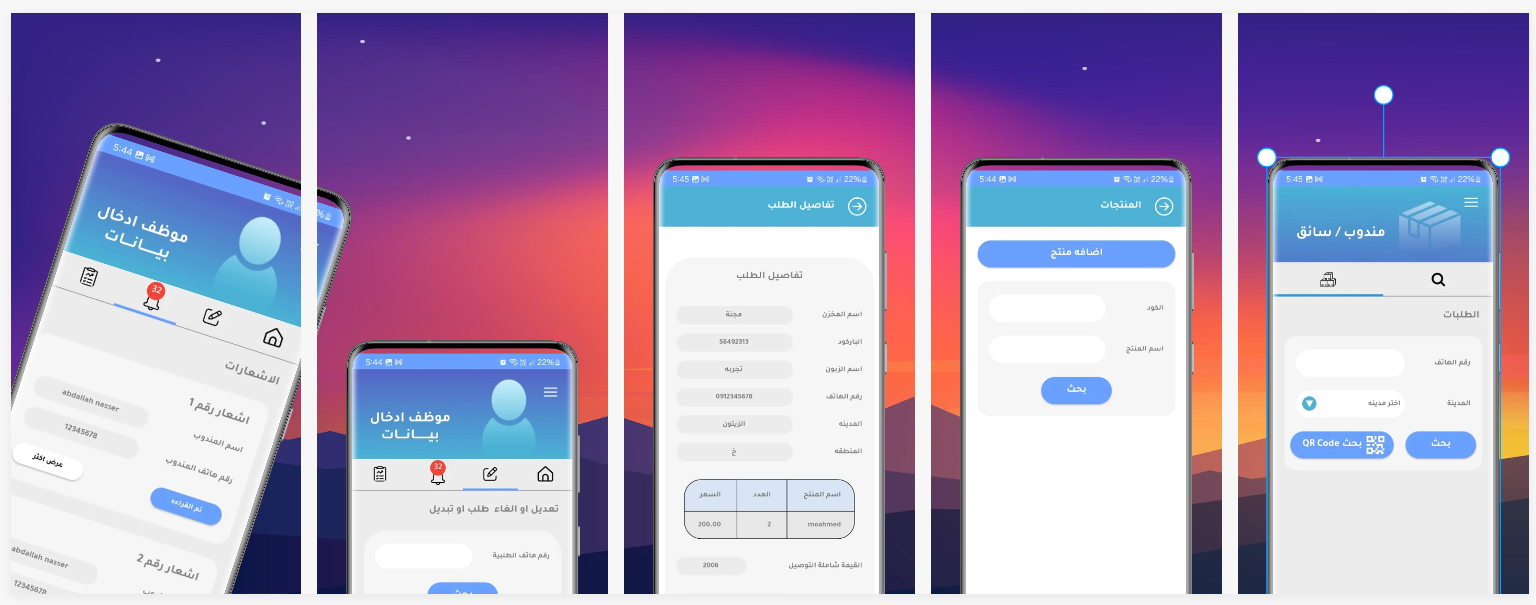 5:44
%
موظف ادخال
بيـــانـــات
32
الاشعارات
اشعار رقم 1
اسم المندوب
abdallah nasser
رقم هاتف المندوب
12345678
عرض اكثر
تم القراءه
اشعار رقم 2
abdallah nasser
12345678
5:44
22%
موظف ادخال
بيـــانـــات
32
تعديل او الغاء طلب او تبديل
رقم هاتف الطلبية
بحث
5:45
22%
تفاصيل الطلب
تفاصيل الطلب
اسم المخزن
مجنة
الباركود
56492313
اسم الزبون
تجربه
رقم الهاتف
0912345678
المدينه
الزيتون
المنطقه
خ
اسم المنتج العدد السعر
moahmed 2 200.00
القيمة شاملة التوصيل
2006
5:44
22%
المنتجات
اضافه منتج
الكود
اسم المنتج
بحث
5:45
22%
مندوب / سائق
الطلبات
رقم الهاتف
المدينة
اختر مدينه
بحث
بحث QR Code